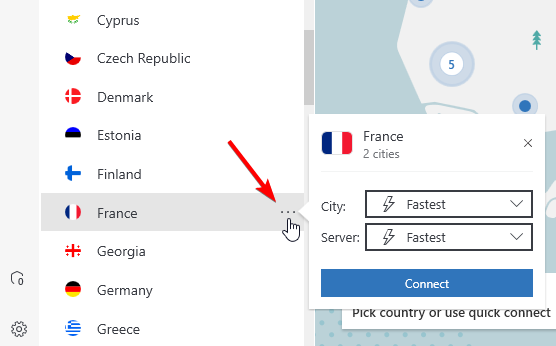 Cyprus
Czech Republic
Denmark
Estonia
Finland
France
Georgia
Germany
Greece
0
5
France
2 cities
City:
Fastest
Server:
Fastest
Connect
Pick country or use quick connect